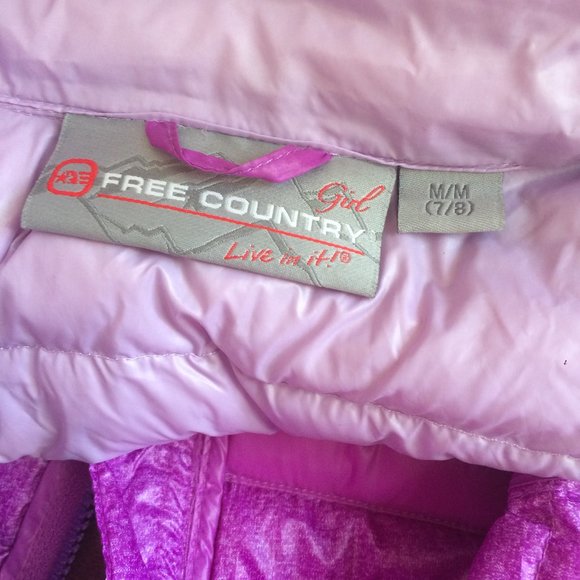 Girl
FREE COUNTRY
Live in it!®
M/M
(7/8)